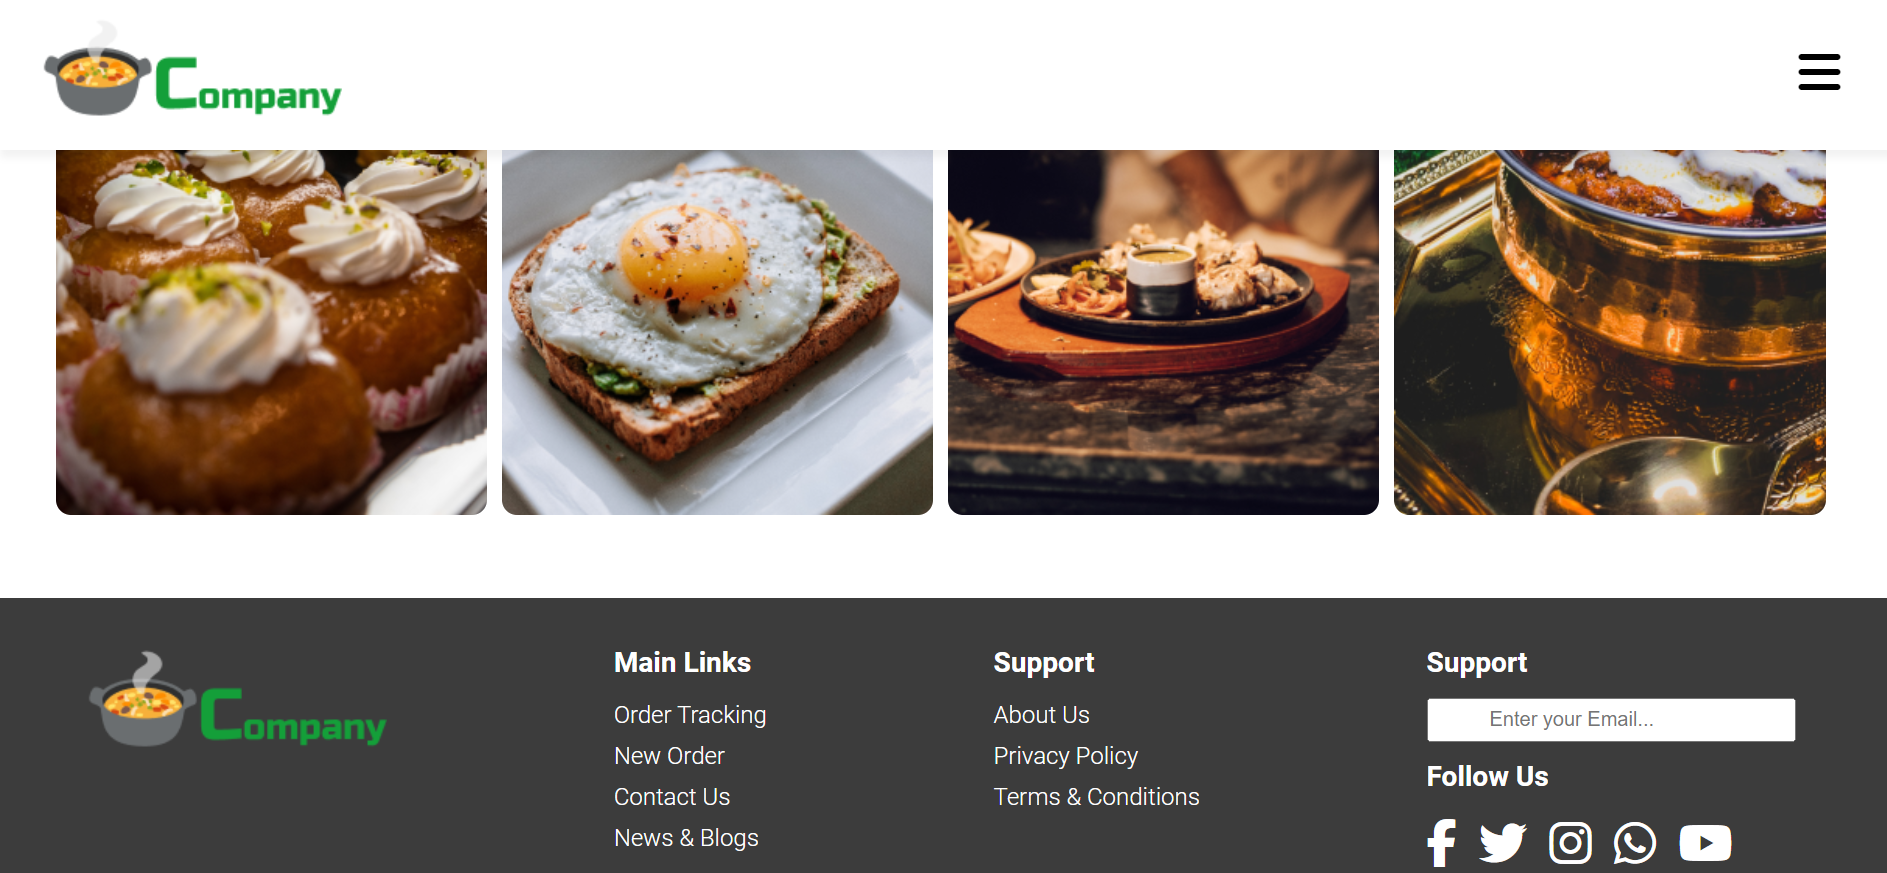 Company
Company
Main Links
Order Tracking
New Order
Contact Us
News & Blogs
Support
About Us
Privacy Policy
Terms & Conditions
Support
Enter your Email...
Follow Us